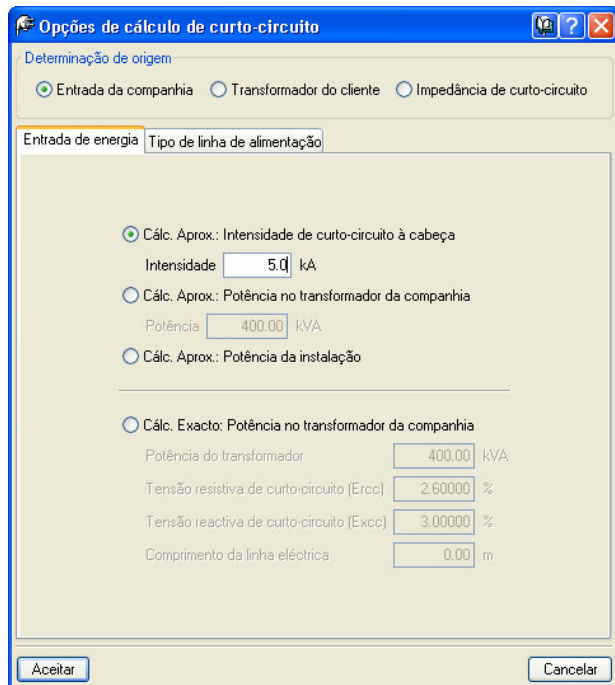 Opções de cálculo de curto-circuito
Determinação de origem
Entrada da companhia Transformador do cliente Impedância de curto-circuito
Entrada de energia Tipo de linha de alimentação
Cálc. Aprox.: Intensidade de curto-circuito à cabeça
Intensidade 5.0 kA
Cálc. Aprox.: Potência no transformador da companhia
Potência 400.00 kVA
Cálc. Aprox.: Potência da instalação
Cálc. Exacto: Potência no transformador da companhia
Potência do transformador 400.00 kVA
Tensão resistiva de curto-circuito (Ercc) 2.60000 %
Tensão reactiva de curto-circuito (Excc) 3.00000 %
Comprimento da linha eléctrica 0.00 m
Aceitar Cancelar